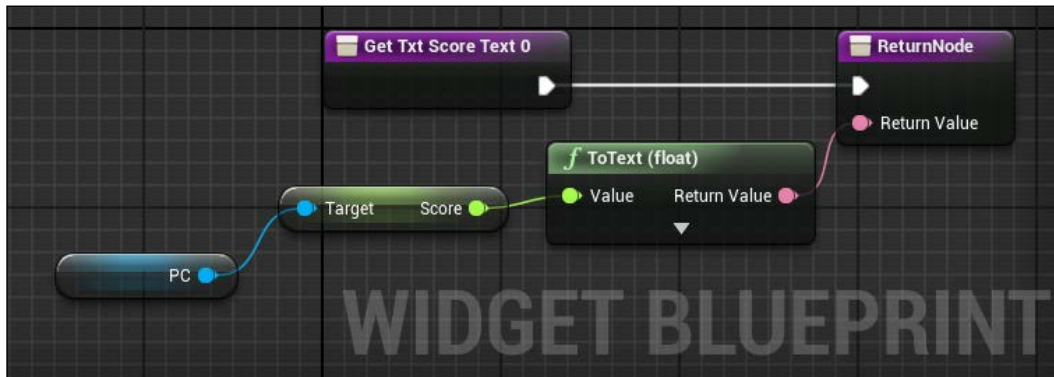 Get Txt Score Text 0
ReturnNode
Return Value
ToText (float)
Value Return Value
Target Score
PC
WIDGET BLUEPRINT